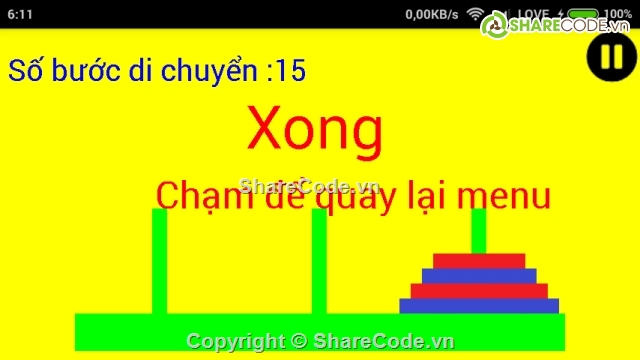 6:11 0,00KB/s LOVE 100%
SHARECODE.vn
Số bước di chuyển :15
Xong
Chạm để quay lại menu
ShareCode.vn
Copyright © ShareCode.vn